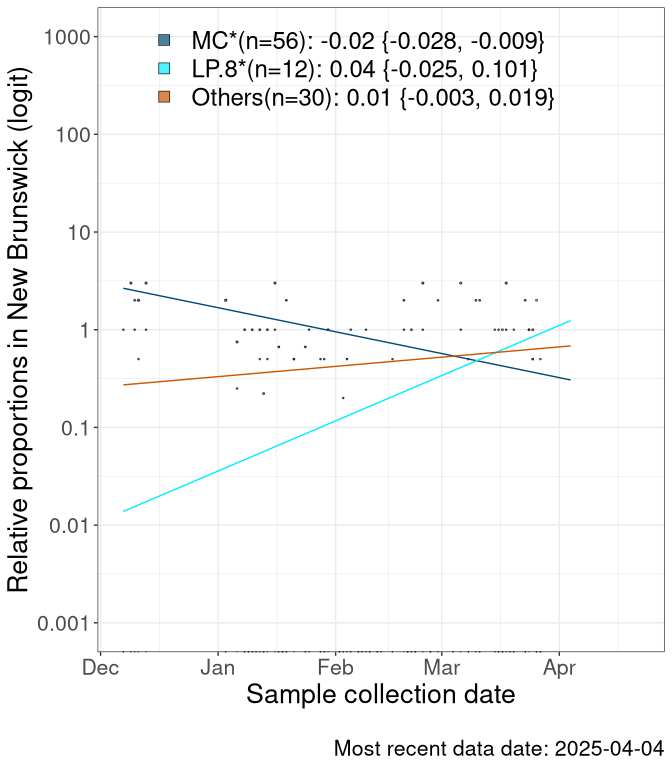 MC*(n=56): -0.02 {-0.028, -0.009}
LP.8*(n=12): 0.04 {-0.025, 0.101}
Others(n=30): 0.01 {-0.003, 0.019}
Relative proportions in New Brunswick (logit)
1000
100
10
1
0.1
0.01
0.001
Dec Jan Feb Mar Apr
Sample collection date
Most recent data date: 2025-04-04